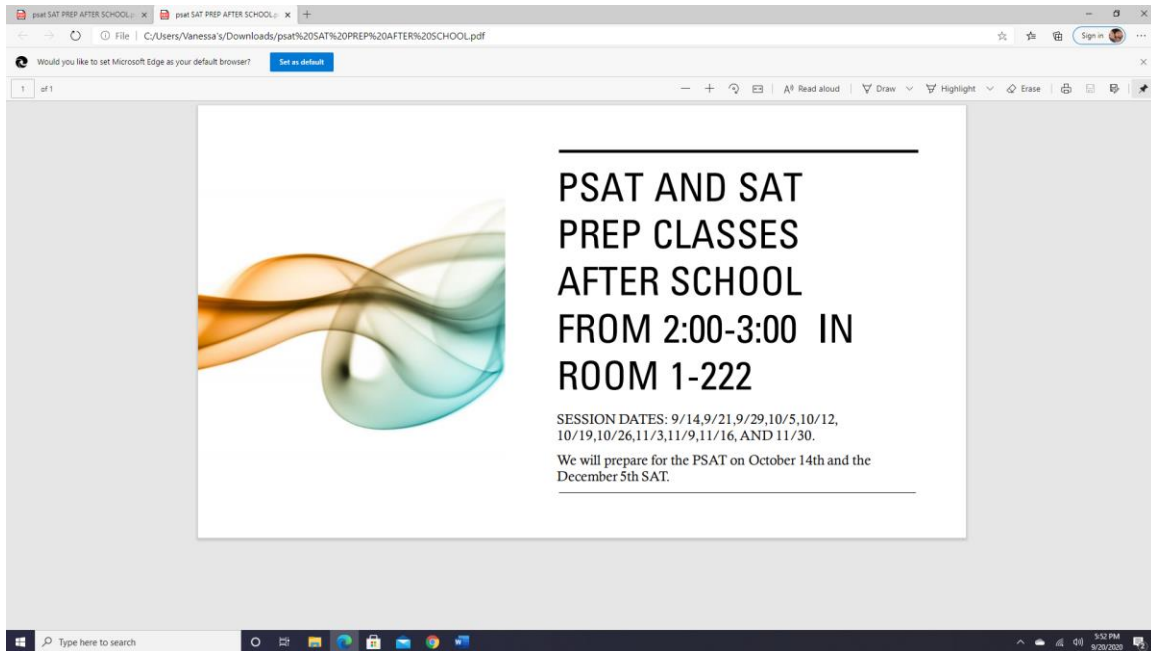 psat SAT PREP AFTER SCHOOL.p
psat SAT PREP AFTER SCHOOL.p
File | C:/Users/Vanessa's/Downloads/psat%20SAT%20PREP%20AFTER%20SCHOOL.pdf
Sign in
Would you like to set Microsoft Edge as your default browser?
Set as default
1 of 1
Read aloud
Draw
Highlight
Erase
PSAT AND SAT
PREP CLASSES
AFTER SCHOOL
FROM 2:00-3:00 IN
ROOM 1-222
SESSION DATES: 9/14,9/21,9/29,10/5,10/12,
10/19,10/26,11/3,11/9,11/16, AND 11/30.
We will prepare for the PSAT on October 14th and the
December 5th SAT.
Type here to search
5:52 PM
9/20/2020